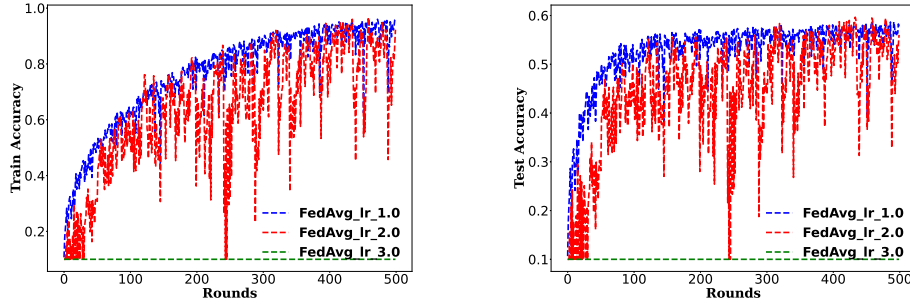 1.0
0.8
0.6
0.4
0.2
Train Accuracy
0 100 200 300 400 500
Rounds
FedAvg_lr_1.0
FedAvg_lr_2.0
FedAvg_lr_3.0
0.6
0.5
0.4
0.3
0.2
0.1
Test Accuracy
0 100 200 300 400 500
Rounds
FedAvg_lr_1.0
FedAvg_lr_2.0
FedAvg_lr_3.0